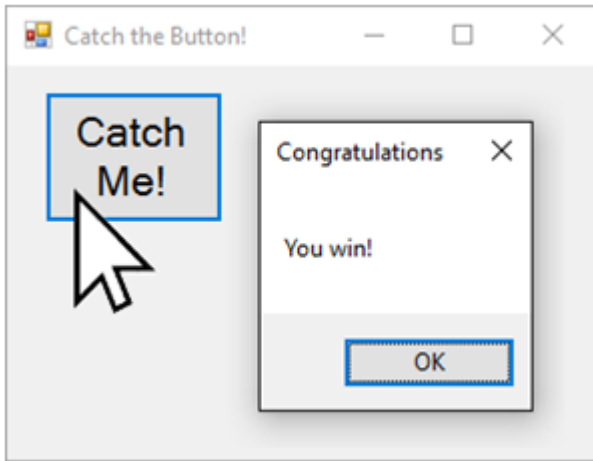 Catch the Button!
Catch
Me!
Congratulations
You win!
OK